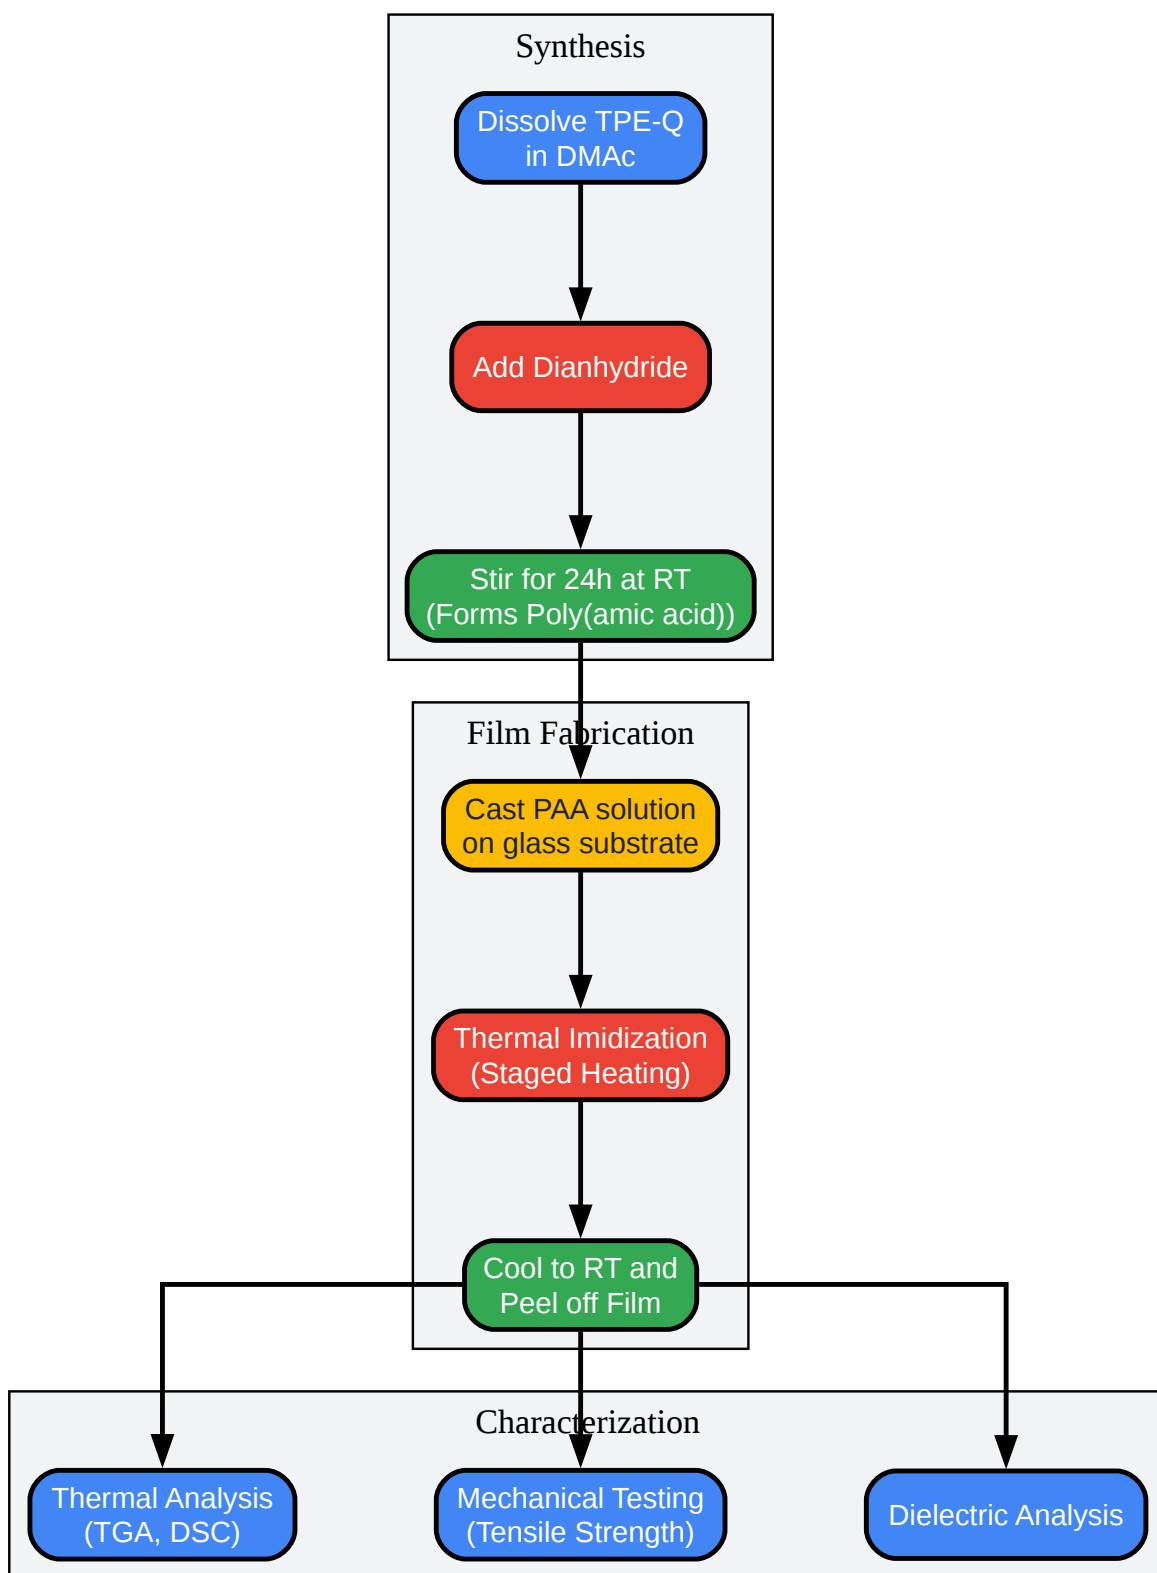 Synthesis
Dissolve TPE-Q
in DMAc
Add Dianhydride
Stir for 24h at RT
(Forms Poly(amic acid))
Film Fabrication
Cast PAA solution
on glass substrate
Thermal Imidization
(Staged Heating)
Cool to RT and
Peel off Film
Characterization
Thermal Analysis
(TGA, DSC)
Mechanical Testing
(Tensile Strength)
Dielectric Analysis